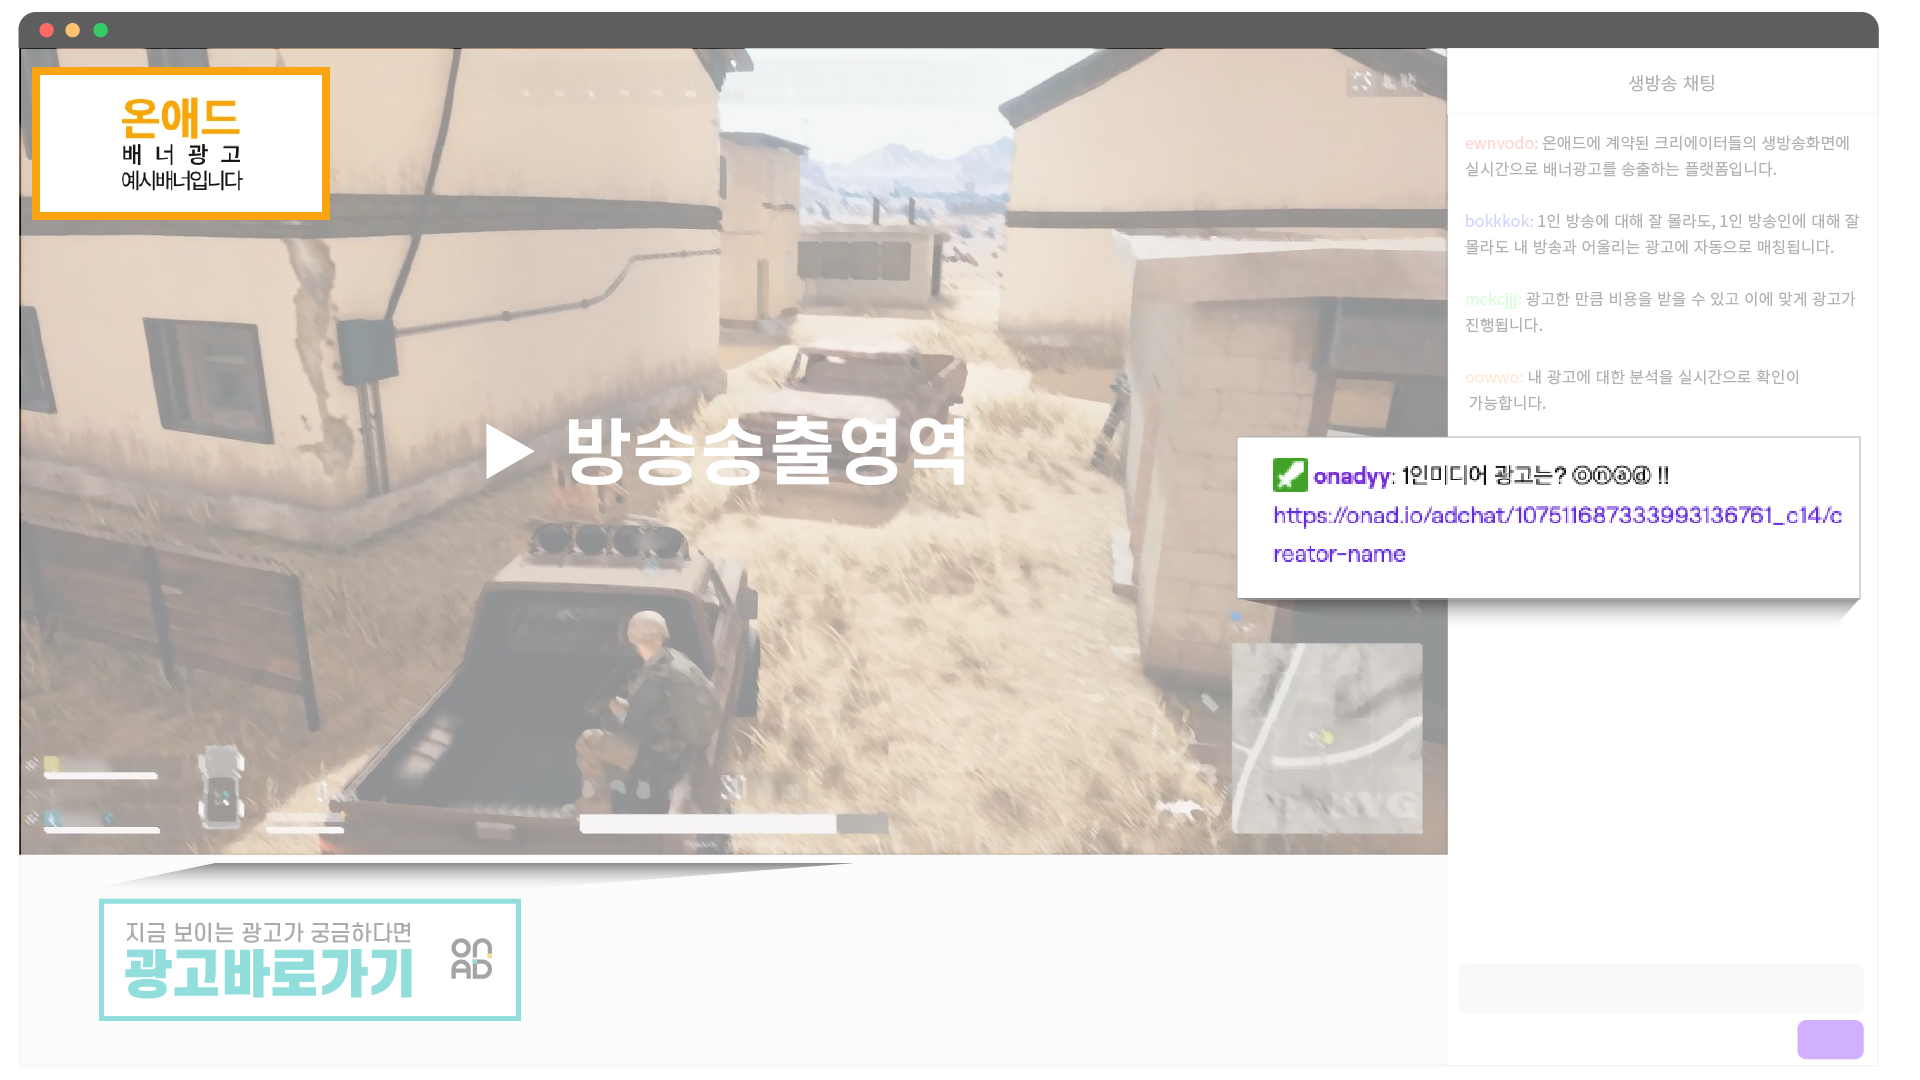 온애드
배 너 광 고
예시배너입니다
▶ 방송송출영역
생방송 채팅
ewnvodo: 온애드에 계약된 크리에이터들의 생방송화면에
실시간으로 배너광고를 송출하는 플랫폼입니다.
bokkkok: 1인 방송에 대해 잘 몰라도, 1인 방송인에 대해 잘
몰라도 내 방송과 어울리는 광고에 자동으로 매칭됩니다.
mckcjjj: 광고한 만큼 비용을 받을 수 있고 이에 맞게 광고가
진행됩니다.
oowwo: 내 광고에 대한 분석을 실시간으로 확인이
가능합니다.
onadyy: 1인미디어 광고는? ⓞⓝⓐⓓ !!
https://onad.io/adchat/107511687333993136761_c14/c
reator-name
KVG
지금 보이는 광고가 궁금하다면
광고바로가기
ON
AD